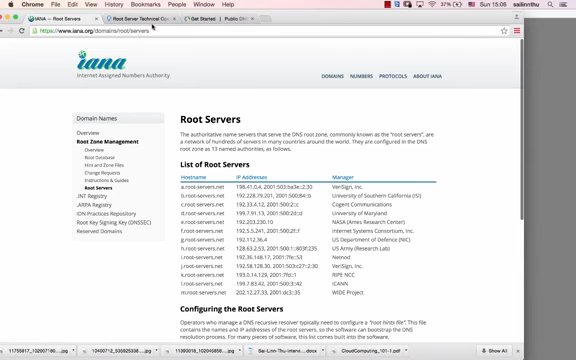 Chrome File Edit View History Bookmarks People Window Help 37% Sun 15:06 sailinnthu
IANA — Root Servers Root Server Technical Ope Get Started | Public DNS
https://www.iana.org/domains/root/servers
iana
Internet Assigned Numbers Authority
DOMAINS NUMBERS PROTOCOLS ABOUT IANA
Domain Names
Overview
Root Zone Management
Overview
Root Database
Hint and Zone Files
Change Requests
Instructions & Guides
Root Servers
.INT Registry
.ARPA Registry
IDN Practices Repository
Root Key Signing Key (DNSSEC)
Reserved Domains
Root Servers
The authoritative name servers that serve the DNS root zone, commonly known as the "root servers", are
a network of hundreds of servers in many countries around the world. They are configured in the
DNS root zone as 13 named authorities, as follows.
List of Root Servers
Hostname IP Addresses Manager
a.root-servers.net 198.41.0.4, 2001:503:ba3e::2:30 VeriSign, Inc.
b.root-servers.net 192.228.79.201, 2001:500:84::b University of Southern California (ISI)
c.root-servers.net 192.33.4.12, 2001:500:2::c Cogent Communications
d.root-servers.net 199.7.91.13, 2001:500:2d::d University of Maryland
e.root-servers.net 192.203.230.10 NASA (Ames Research Center)
f.root-servers.net 192.5.5.241, 2001:500:2f::f Internet Systems Consortium, Inc.
g.root-servers.net 192.112.36.4 US Department of Defence (NIC)
h.root-servers.net 128.63.2.53, 2001:500:1::803f:235 US Army (Research Lab)
i.root-servers.net 192.36.148.17, 2001:7fe::53 Netnod
j.root-servers.net 192.58.128.30, 2001:503:c27::2:30 VeriSign, Inc.
k.root-servers.net 193.0.14.129, 2001:7fd::1 RIPE NCC
l.root-servers.net 199.7.83.42, 2001:500:3::42 ICANN
m.root-servers.net 202.12.27.33, 2001:dc3::35 WIDE Project
Configuring the Root Servers
Operators who manage a DNS recursive resolver typically need to configure a "root hints file". This file
contains the names and IP addresses of the root servers, so the software can bootstrap the DNS
resolution process. For many pieces of software, this list comes built into the software.
Sai-Linn-Thu-Inteni....docx CloudComputing_101-1.pdf Show All